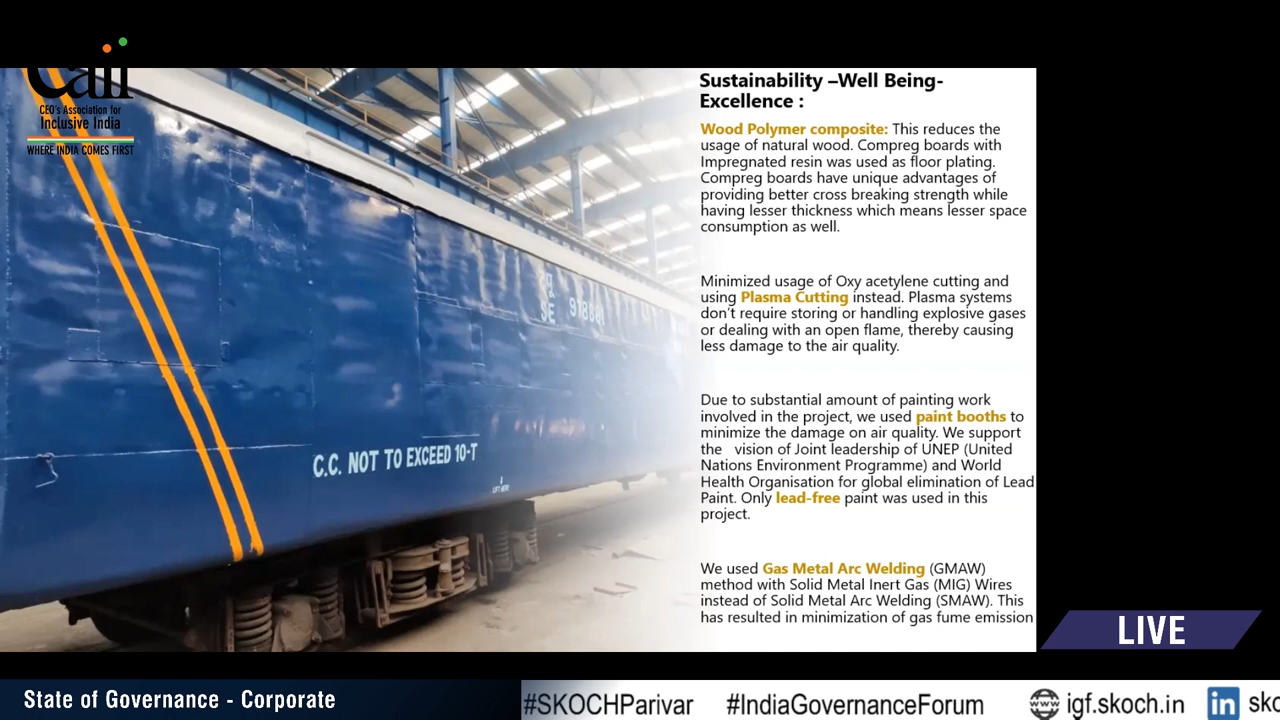 Caii
CEO's Association for
Inclusive India
WHERE INDIA COMES FIRST
C.C. NOT TO EXCEED 10-T
LIFT HERE
Sustainability –Well Being-
Excellence :
Wood Polymer composite: This reduces the
usage of natural wood. Compreg boards with
Impregnated resin was used as floor plating.
Compreg boards have unique advantages of
providing better cross breaking strength while
having lesser thickness which means lesser space
consumption as well.
Minimized usage of Oxy acetylene cutting and
using Plasma Cutting instead. Plasma systems
don't require storing or handling explosive gases
or dealing with an open flame, thereby causing
less damage to the air quality.
Due to substantial amount of painting work
involved in the project, we used paint booths to
minimize the damage on air quality. We support
the vision of Joint leadership of UNEP (United
Nations Environment Programme) and World
Health Organisation for global elimination of Lead
Paint. Only lead-free paint was used in this
project.
We used Gas Metal Arc Welding (GMAW)
method with Solid Metal Inert Gas (MIG) Wires
instead of Solid Metal Arc Welding (SMAW). This
has resulted in minimization of gas fume emission
LIVE
State of Governance - Corporate
#SKOCHParivar #IndiaGovernanceForum igf.skoch.in in sko